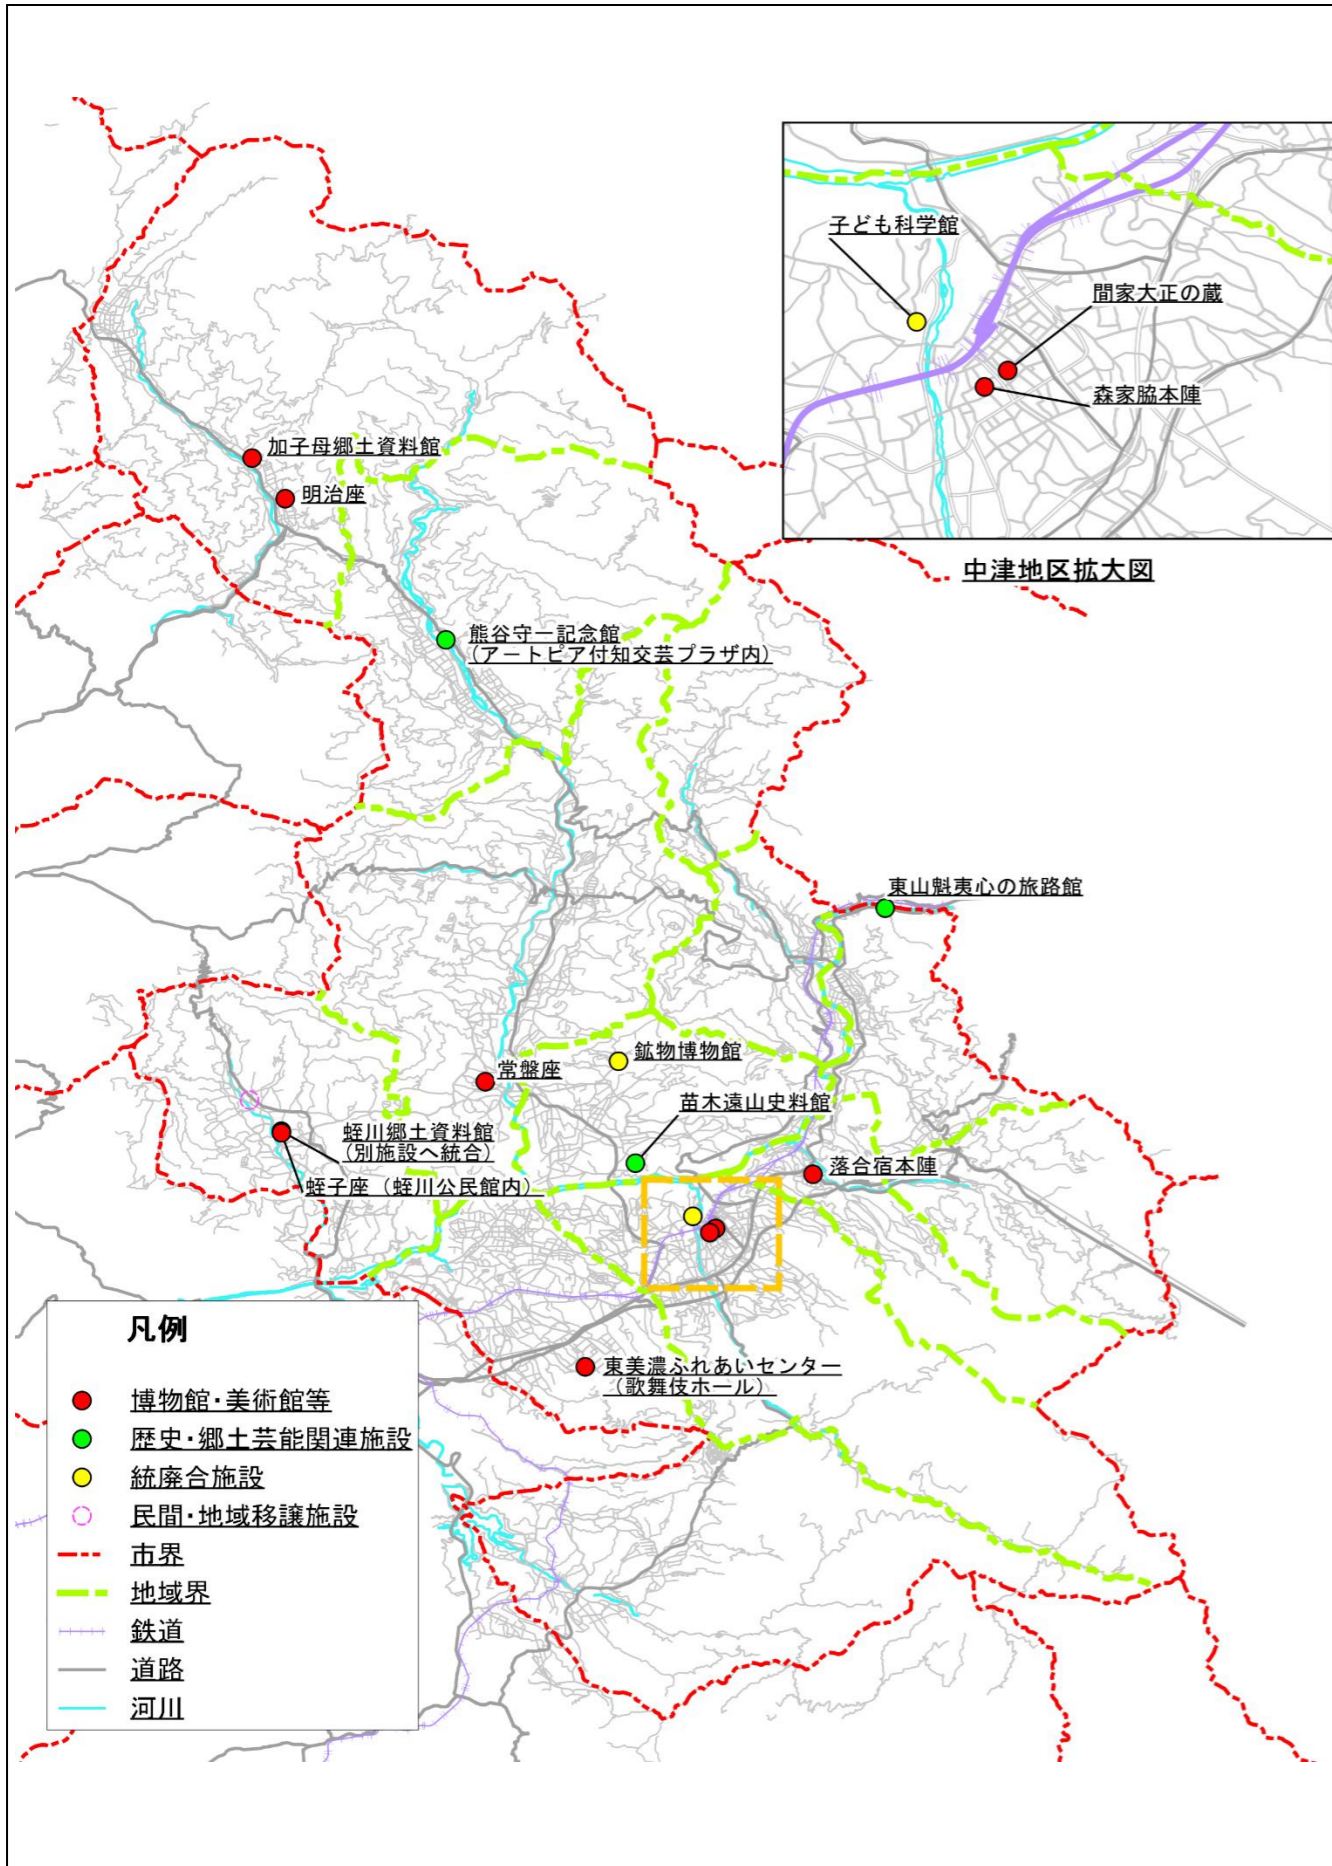 子ども科学館
間家大正の蔵
森家脇本陣
中津地区拡大図
加子母郷土資料館
明治座
熊谷守一記念館
（アートピア付知交芸プラザ内）
東山魁夷心の旅路館
鉱物博物館
常盤座
苗木遠山史料館
蛭川郷土資料館
（別施設へ統合）
蛭子座（蛭川公民館内）
落合宿本陣
東美濃ふれあいセンター
（歌舞伎ホール）
凡例
博物館・美術館等
歴史・郷土芸能関連施設
統廃合施設
民間・地域移譲施設
市界
地域界
鉄道
道路
河川